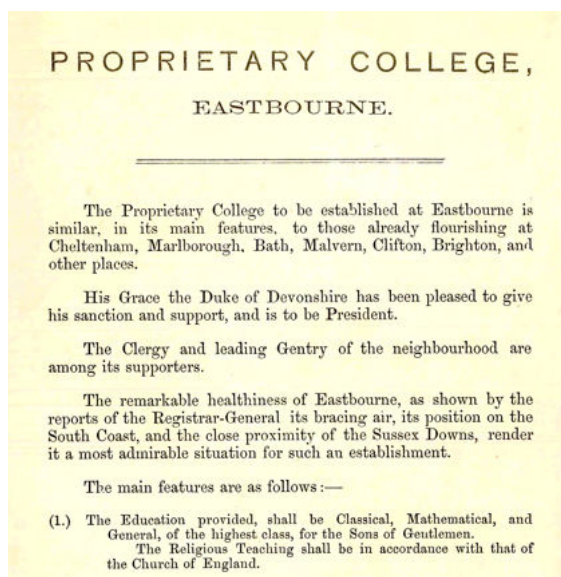 PROPRIETARY COLLEGE,
EASTBOURNE.
The Proprietary College to be established at Eastbourne is
similar, in its main features, to those already flourishing at
Cheltenham, Marlborough, Bath, Malvern, Clifton, Brighton, and
other places.
His Grace the Duke of Devonshire has been pleased to give
his sanction and support, and is to be President.
The Clergy and leading Gentry of the neighbourhood are
among its supporters.
The remarkable healthiness of Eastbourne, as shown by the
reports of the Registrar-General its bracing air, its position on the
South Coast, and the close proximity of the Sussex Downs, render
it a most admirable situation for such an establishment.
The main features are as follows:—
(1.) The Education provided, shall be Classical, Mathematical, and
General, of the highest class, for the Sons of Gentlemen.
The Religious Teaching shall be in accordance with that of
the Church of England.